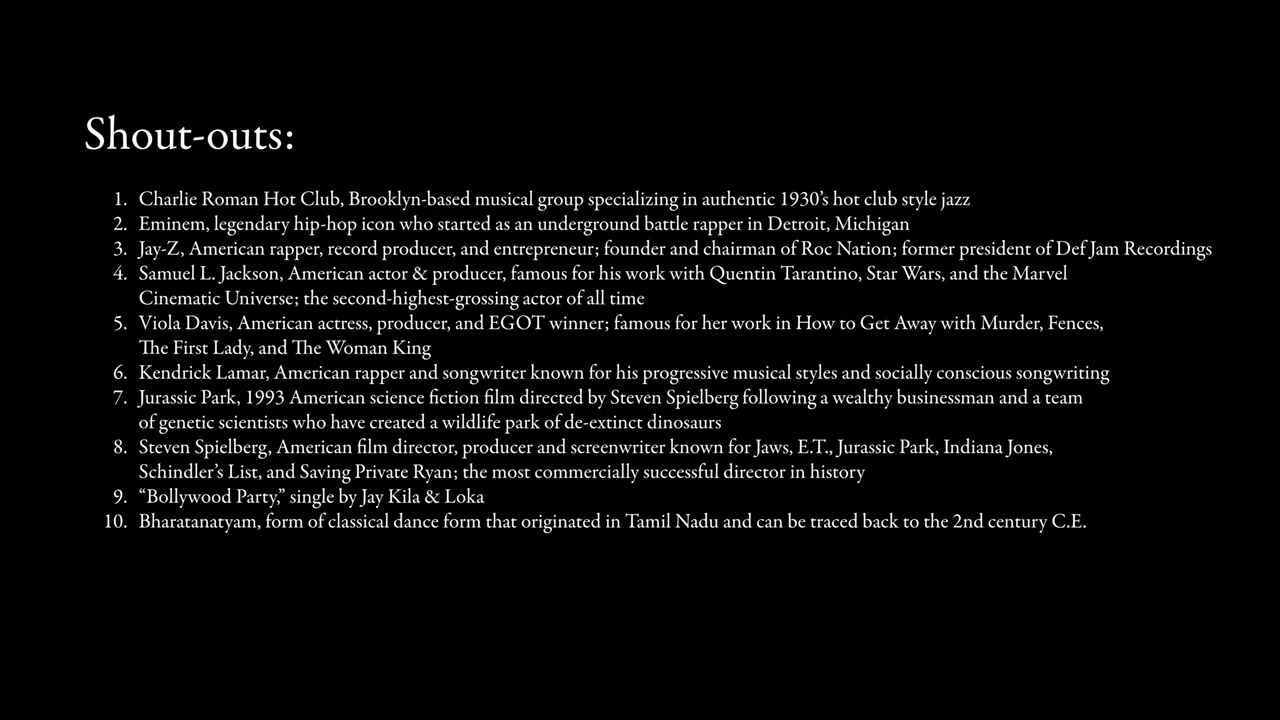 Shout-outs:
1. Charlie Roman Hot Club, Brooklyn-based musical group specializing in authentic 1930’s hot club style jazz
2. Eminem, legendary hip-hop icon who started as an underground battle rapper in Detroit, Michigan
3. Jay-Z, American rapper, record producer, and entrepreneur; founder and chairman of Roc Nation; former president of Def Jam Recordings
4. Samuel L. Jackson, American actor & producer, famous for his work with Quentin Tarantino, Star Wars, and the Marvel
Cinematic Universe; the second-highest-grossing actor of all time
5. Viola Davis, American actress, producer, and EGOT winner; famous for her work in How to Get Away with Murder, Fences,
The First Lady, and The Woman King
6. Kendrick Lamar, American rapper and songwriter known for his progressive musical styles and socially conscious songwriting
7. Jurassic Park, 1993 American science fiction film directed by Steven Spielberg following a wealthy businessman and a team
of genetic scientists who have created a wildlife park of de-extinct dinosaurs
8. Steven Spielberg, American film director, producer and screenwriter known for Jaws, E.T., Jurassic Park, Indiana Jones,
Schindler’s List, and Saving Private Ryan; the most commercially successful director in history
9. “Bollywood Party,” single by Jay Kila & Loka
10. Bharatanatyam, form of classical dance form that originated in Tamil Nadu and can be traced back to the 2nd century C.E.